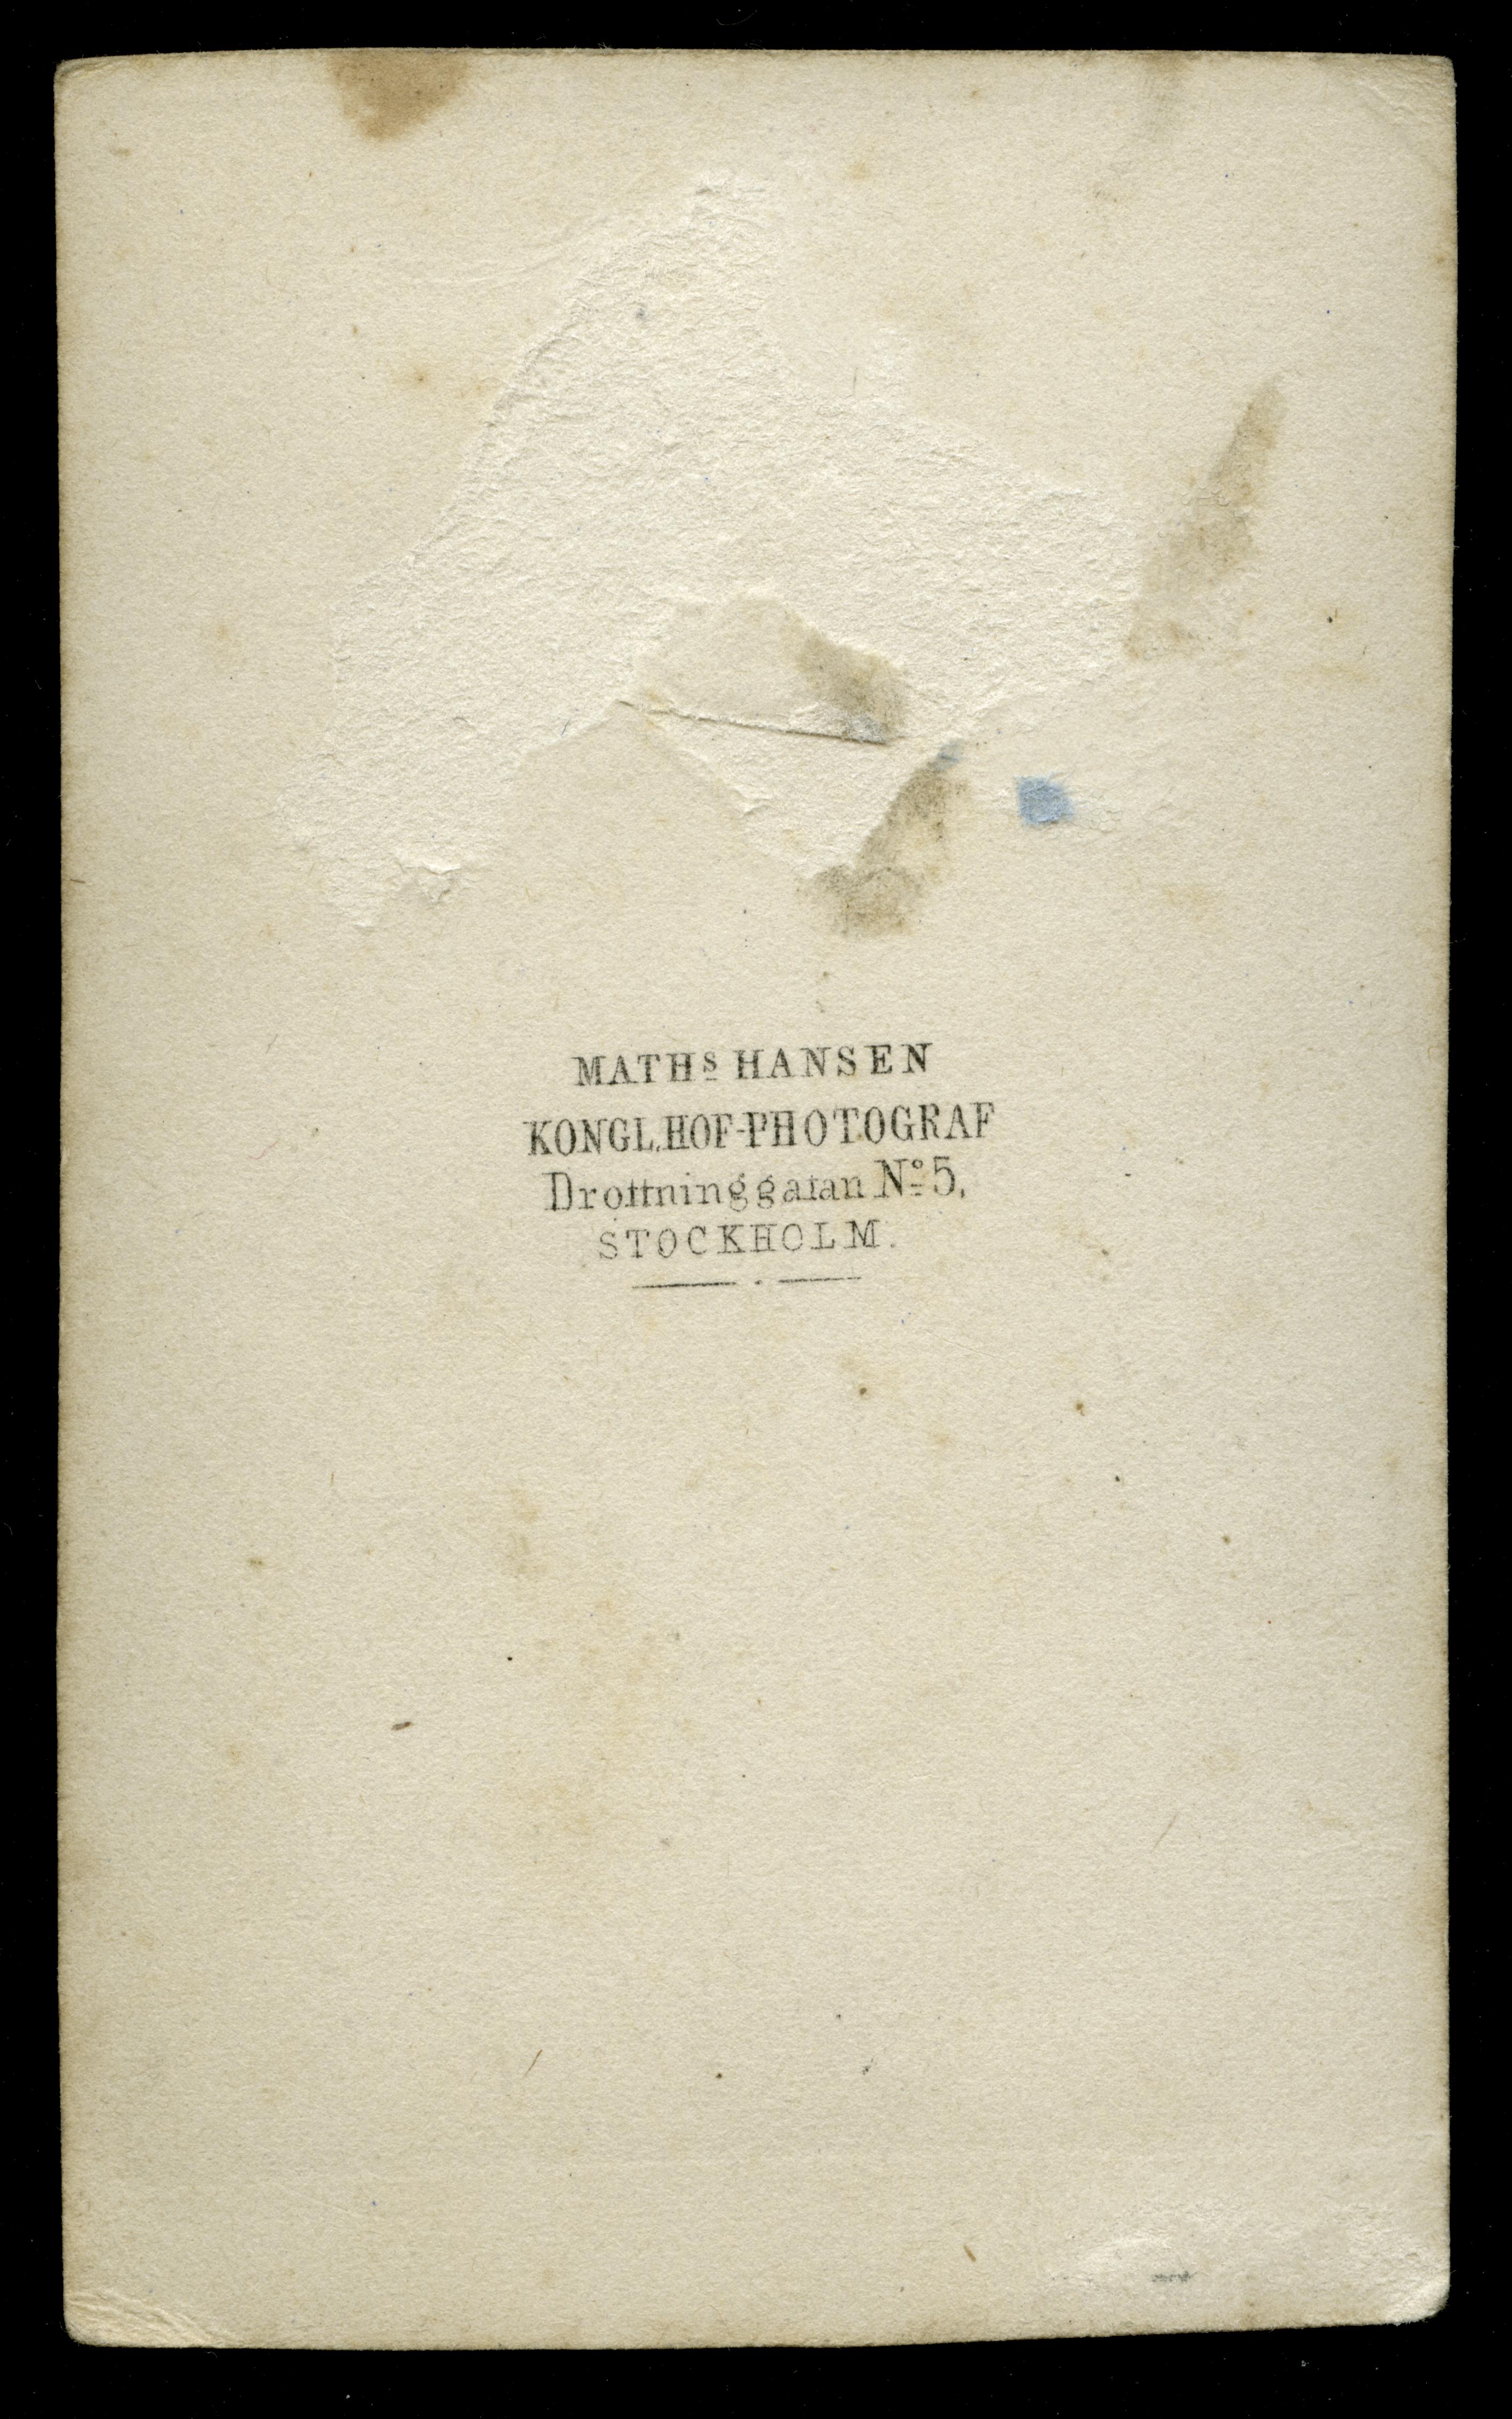 MATHS HANSEN
KONGL. HOF-PHOTOGRAF
Drottninggatan No 5.
STOCKHOLM.